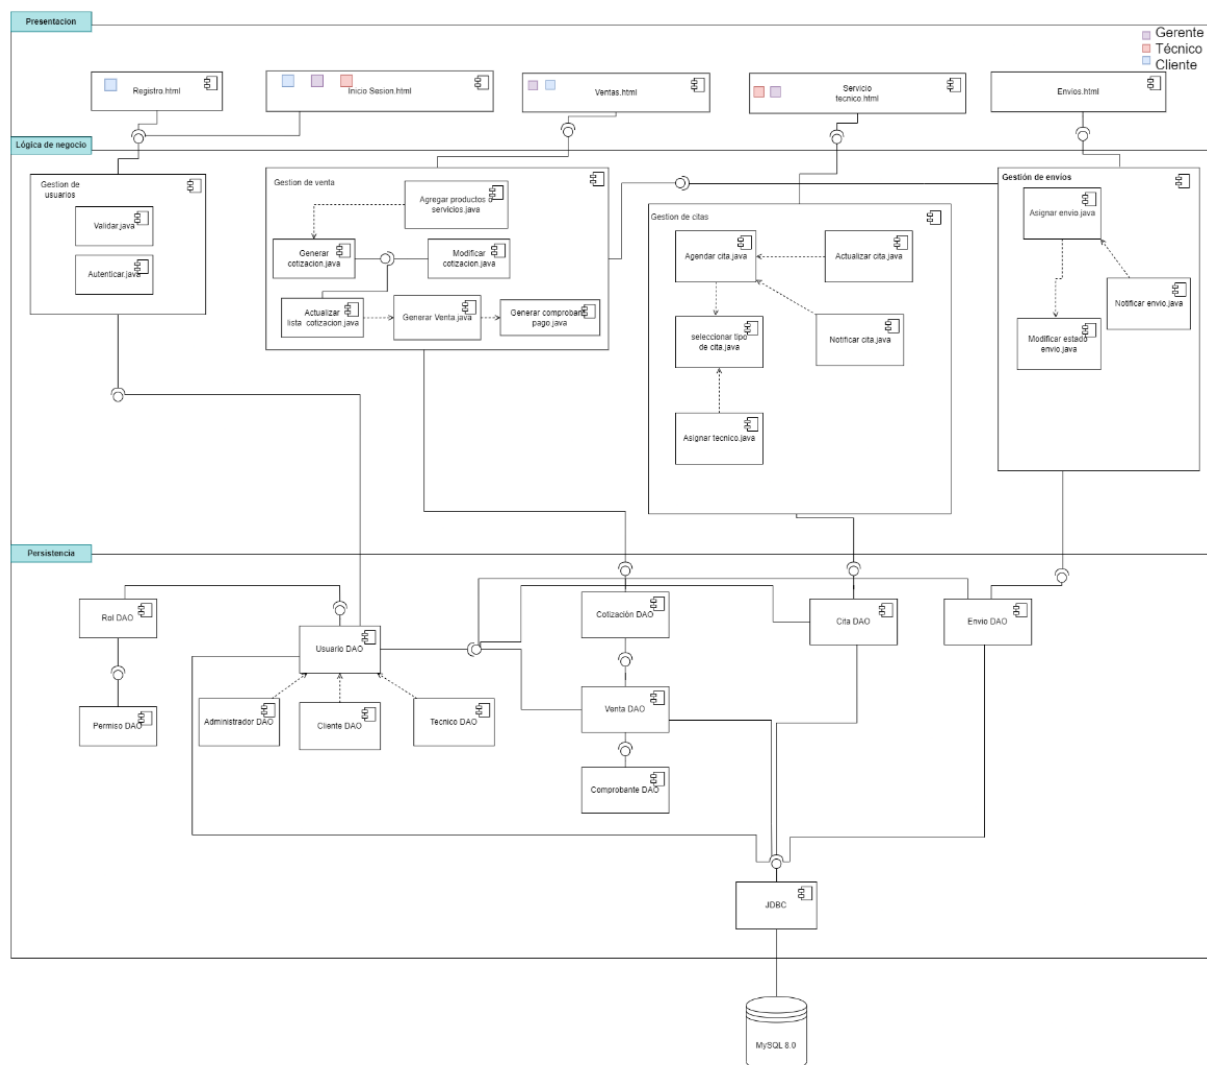 Presentacion
Gerente
Técnico
Cliente
Registro.html
Inicio Sesion.html
Ventas.html
Servicio
tecnico.html
Envios.html
Lógica de negocio
Gestion de
usuarios
Validar.java
Autenticar.java
Gestion de venta
Agregar productos o
servicios.java
Generar
cotizacion.java
Modificar
cotizacion.java
Actualizar
lista cotizacion.java
Generar Venta.java
Generar comprobante
pago.java
Gestion de citas
Agendar cita.java
Actualizar cita.java
seleccionar tipo
de cita.java
Notificar cita.java
Asignar tecnico.java
Gestión de envíos
Asignar envio.java
Notificar envio.java
Modificar estado
envio.java
Persistencia
Rol DAO
Permiso DAO
Usuario DAO
Administrador DAO
Cliente DAO
Tecnico DAO
Cotización DAO
Venta DAO
Comprobante DAO
Cita DAO
Envio DAO
JDBC
MySQL 8.0